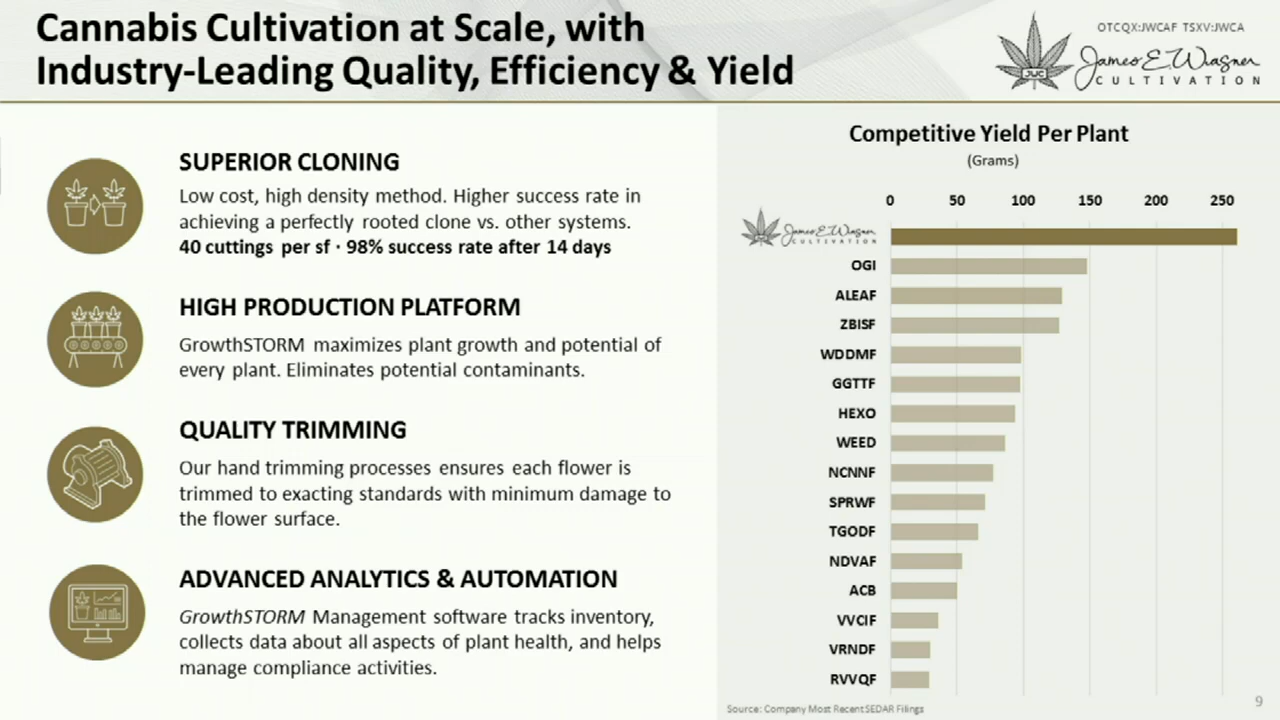 Cannabis Cultivation at Scale, with
Industry-Leading Quality, Efficiency & Yield
OTCQX:JWCAF TSXV:JWCA
JWC
James E. Wagner
CULTIVATION
SUPERIOR CLONING
Low cost, high density method. Higher success rate in
achieving a perfectly rooted clone vs. other systems.
40 cuttings per sf · 98% success rate after 14 days
HIGH PRODUCTION PLATFORM
GrowthSTORM maximizes plant growth and potential of
every plant. Eliminates potential contaminants.
QUALITY TRIMMING
Our hand trimming processes ensures each flower is
trimmed to exacting standards with minimum damage to
the flower surface.
ADVANCED ANALYTICS & AUTOMATION
GrowthSTORM Management software tracks inventory,
collects data about all aspects of plant health, and helps
manage compliance activities.
Competitive Yield Per Plant
(Grams)
0 50 100 150 200 250
James E. Wagner
CULTIVATION
OGI
ALEAF
ZBISF
WDDMF
GGTTF
HEXO
WEED
NCNNF
SPRWF
TGODF
NDVAF
ACB
VVCIF
VRNDF
RVVQF
Source: Company Most Recent SEDAR Filings
9